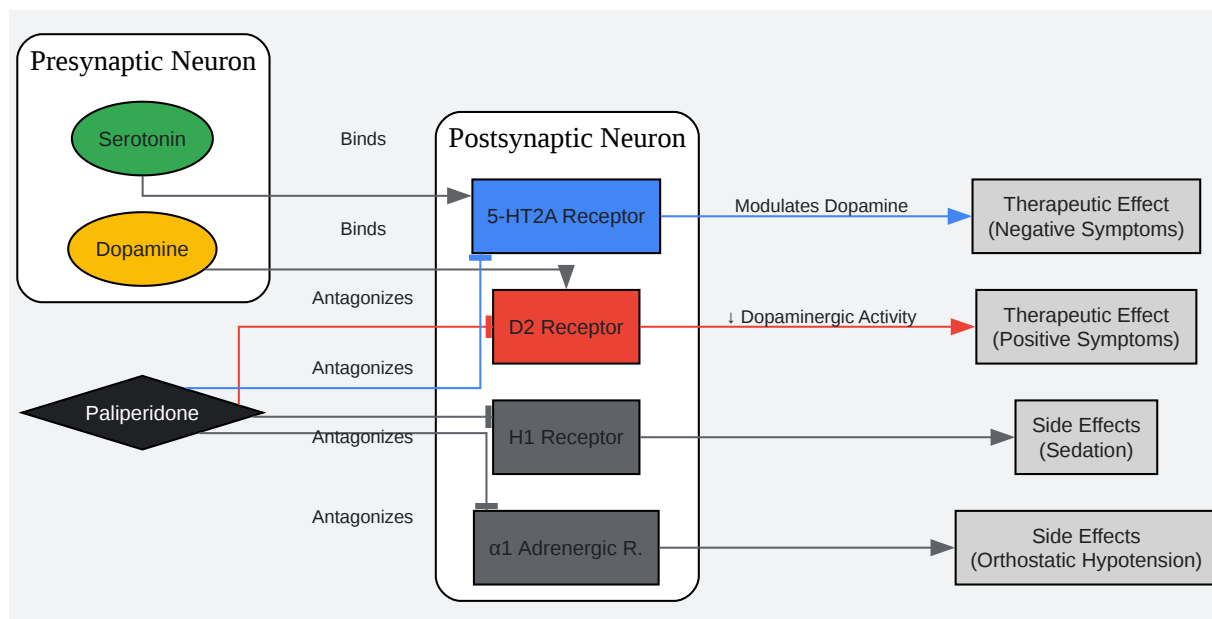 Presynaptic Neuron
Serotonin
Dopamine
Binds
Binds
Antagonizes
Antagonizes
Antagonizes
Antagonizes
Paliperidone
Postsynaptic Neuron
5-HT2A Receptor
D2 Receptor
H1 Receptor
α1 Adrenergic R.
Modulates Dopamine
↓ Dopaminergic Activity
Therapeutic Effect
(Negative Symptoms)
Therapeutic Effect
(Positive Symptoms)
Side Effects
(Sedation)
Side Effects
(Orthostatic Hypotension)